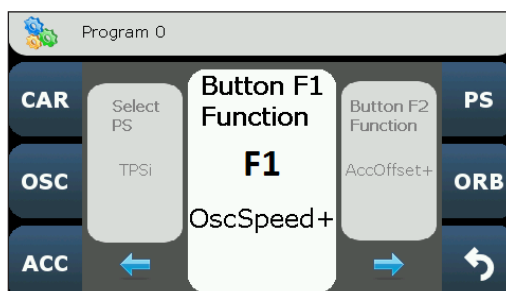 Program 0
CAR
OSC
ACC
Select
PS
TPSi
Button F1
Function
F1
OscSpeed+
Button F2
Function
AccOffset+
PS
ORB